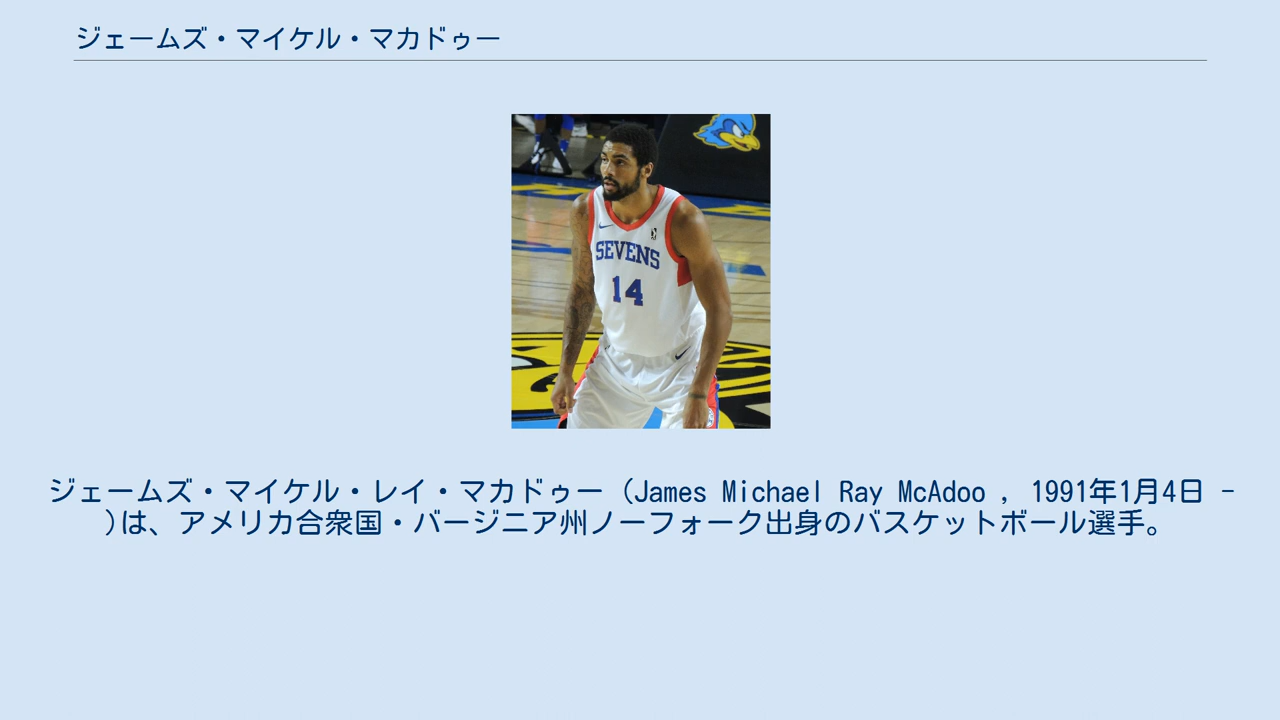 ジェームズ・マイケル・マカドゥー
SEVENS
14
ジェームズ・マイケル・レイ・マカドゥー（James Michael Ray McAdoo , 1991年1月4日 -
)は、アメリカ合衆国・バージニア州ノーフォーク出身のバスケットボール選手。